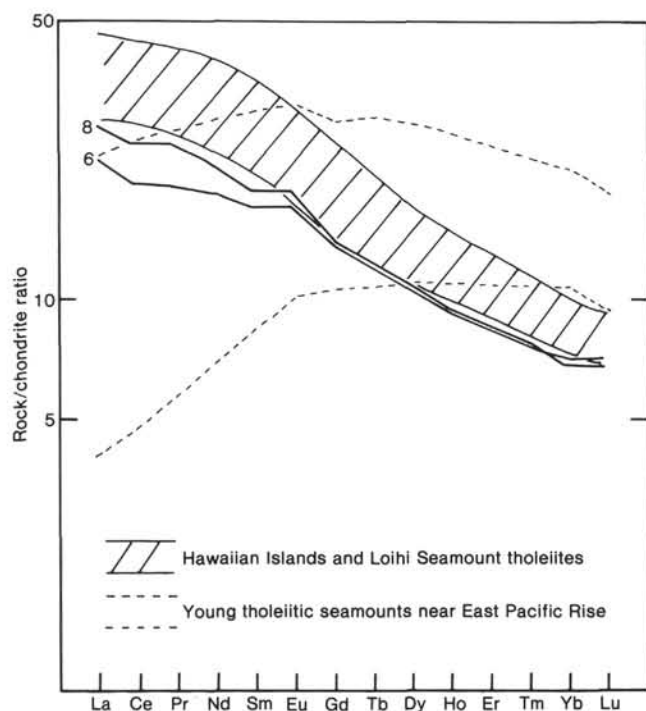 50
8
6
10
5
Rock/chondrite ratio
Hawaiian Islands and Loihi Seamount tholeiites
Young tholeiitic seamounts near East Pacific Rise
La Ce Pr Nd Sm Eu Gd Tb Dy Ho Er Tm Yb Lu